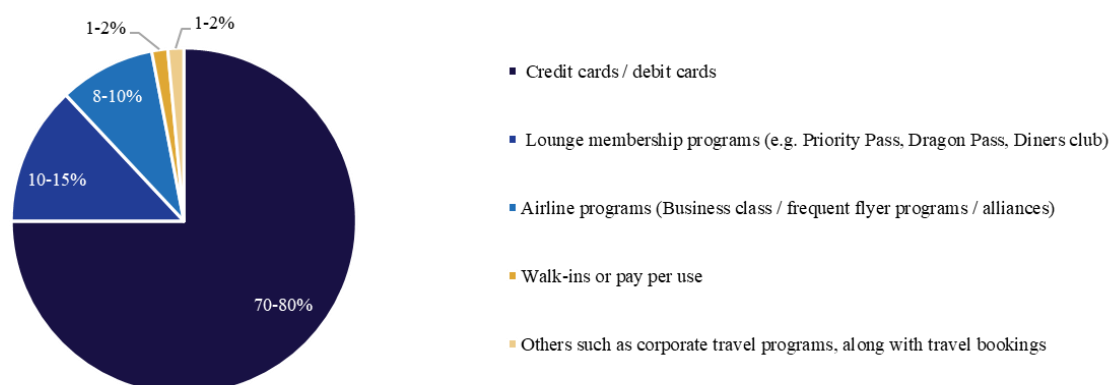 1-2%
1-2%
8-10%
10-15%
70-80%
Credit cards / debit cards
Lounge membership programs (e.g. Priority Pass, Dragon Pass, Diners club)
Airline programs (Business class / frequent flyer programs / alliances)
Walk-ins or pay per use
Others such as corporate travel programs, along with travel bookings